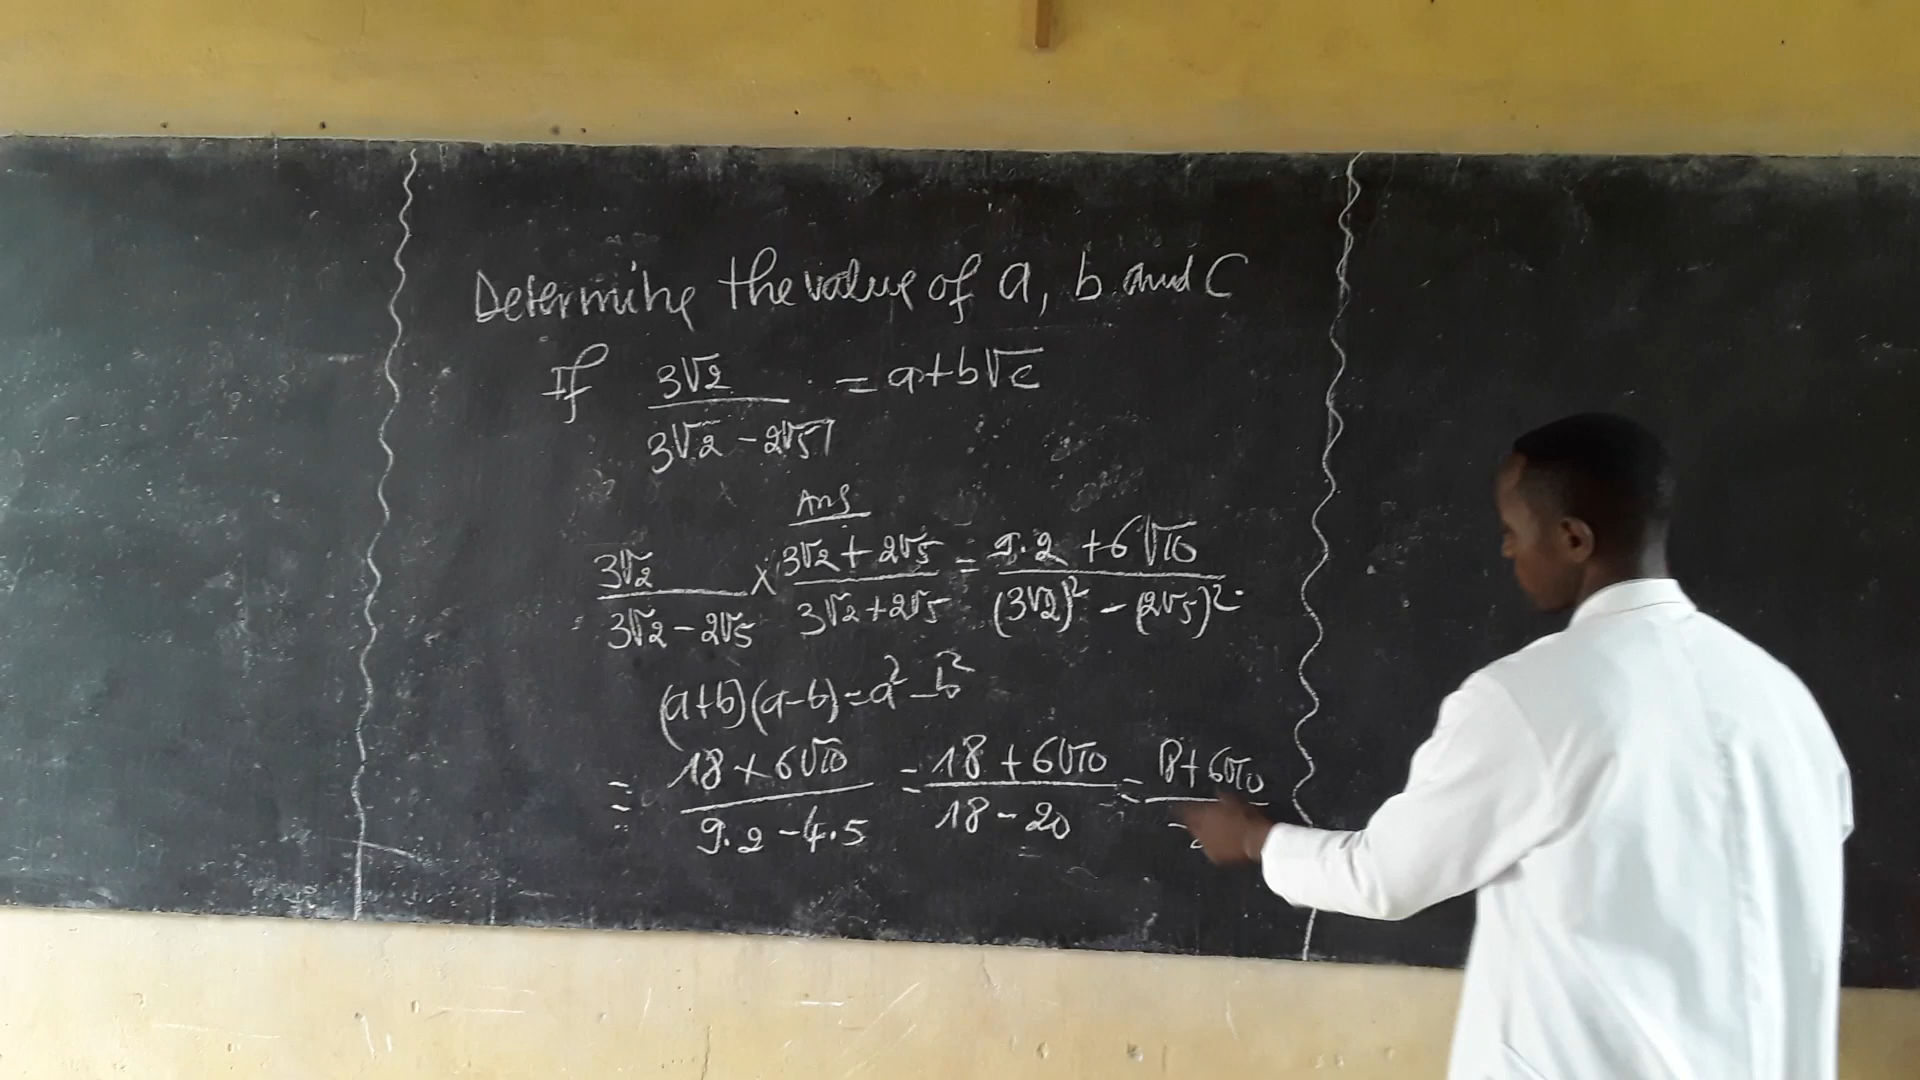 Determine the value of a, b and C
If 3√2 / 3√2 - 2√5 = a+b√c
Ans
3√2 / 3√2 - 2√5 × 3√2 + 2√5 / 3√2 + 2√5 = 9.2 + 6√10 / (3√2)² - (2√5)²
(a+b)(a-b) = a² - b²
= 18 + 6√10 / 9.2 - 4.5 = 18 + 6√10 / 18 - 20 = 18 + 6√10 / -